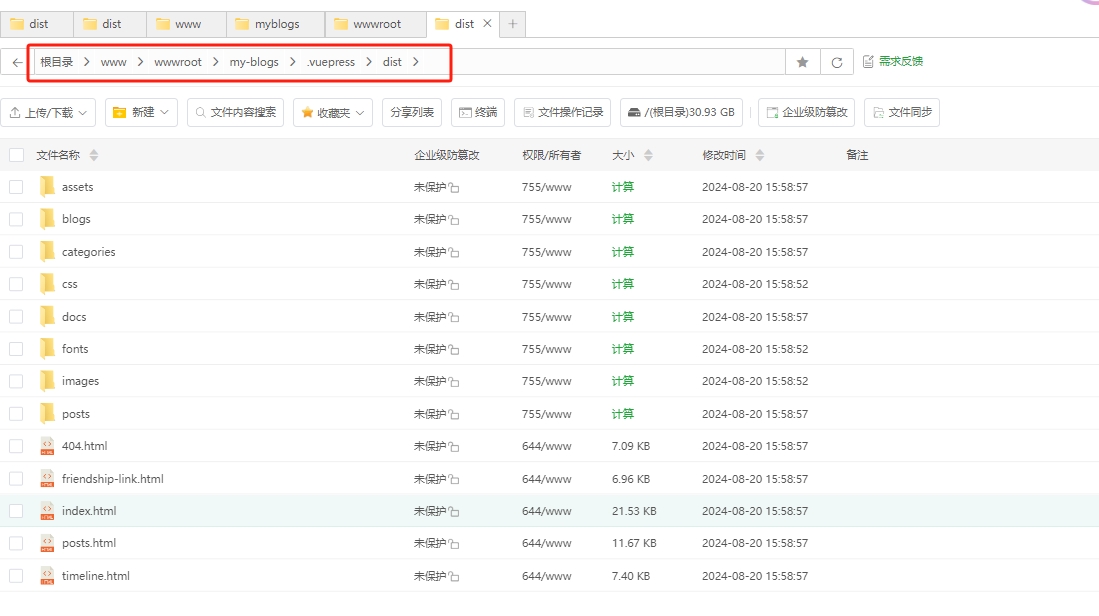 dist dist www myblogs wwwroot dist
根目录 www wwwroot my-blogs .vuepress dist 需求反馈
上传/下载 新建 文件内容搜索 收藏夹 分享列表 终端 文件操作记录 /(根目录)30.93 GB 企业级防篡改 文件同步
文件名称 企业级防篡改 权限/所有者 大小 修改时间 备注
assets 未保护 755/www 计算 2024-08-20 15:58:57
blogs 未保护 755/www 计算 2024-08-20 15:58:57
categories 未保护 755/www 计算 2024-08-20 15:58:57
css 未保护 755/www 计算 2024-08-20 15:58:52
docs 未保护 755/www 计算 2024-08-20 15:58:57
fonts 未保护 755/www 计算 2024-08-20 15:58:52
images 未保护 755/www 计算 2024-08-20 15:58:52
posts 未保护 755/www 计算 2024-08-20 15:58:57
404.html 未保护 644/www 7.09 KB 2024-08-20 15:58:57
friendship-link.html 未保护 644/www 6.96 KB 2024-08-20 15:58:57
index.html 未保护 644/www 21.53 KB 2024-08-20 15:58:57
posts.html 未保护 644/www 11.67 KB 2024-08-20 15:58:57
timeline.html 未保护 644/www 7.40 KB 2024-08-20 15:58:57